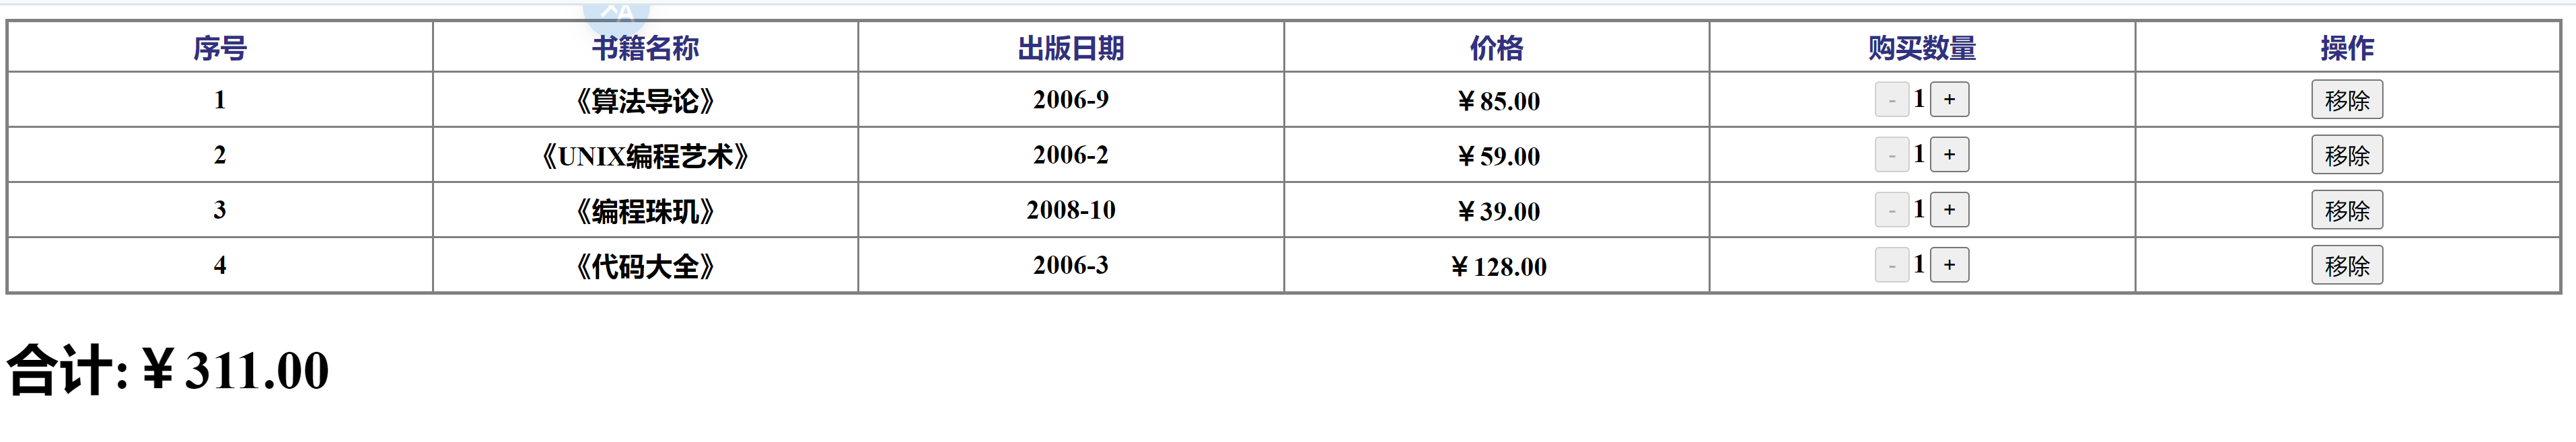 序号 书籍名称 出版日期 价格 购买数量 操作
1 《算法导论》 2006-9 ￥85.00 - 1 + 移除
2 《UNIX编程艺术》 2006-2 ￥59.00 - 1 + 移除
3 《编程珠玑》 2008-10 ￥39.00 - 1 + 移除
4 《代码大全》 2006-3 ￥128.00 - 1 + 移除
合计:￥311.00